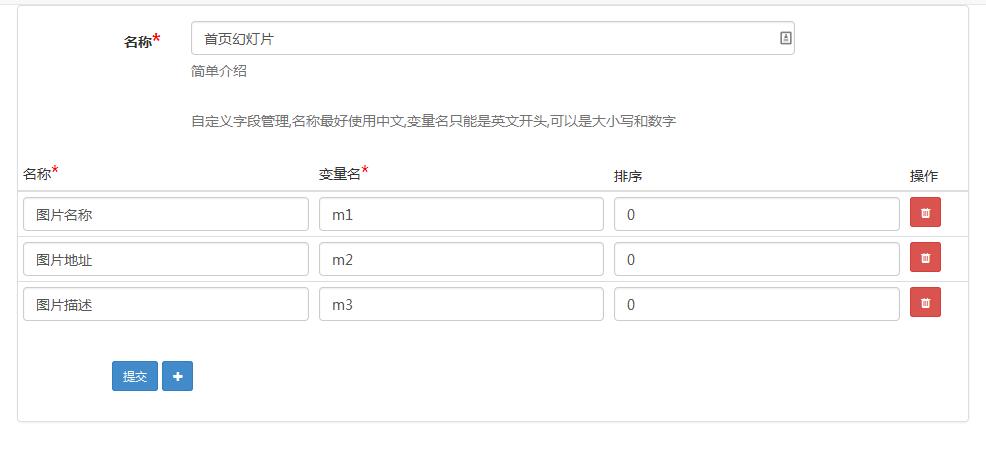 名称*
首页幻灯片
简单介绍
自定义字段管理,名称最好使用中文,变量名只能是英文开头,可以是大小写和数字
名称* 变量名* 排序 操作
图片名称 m1 0
图片地址 m2 0
图片描述 m3 0
提交 +